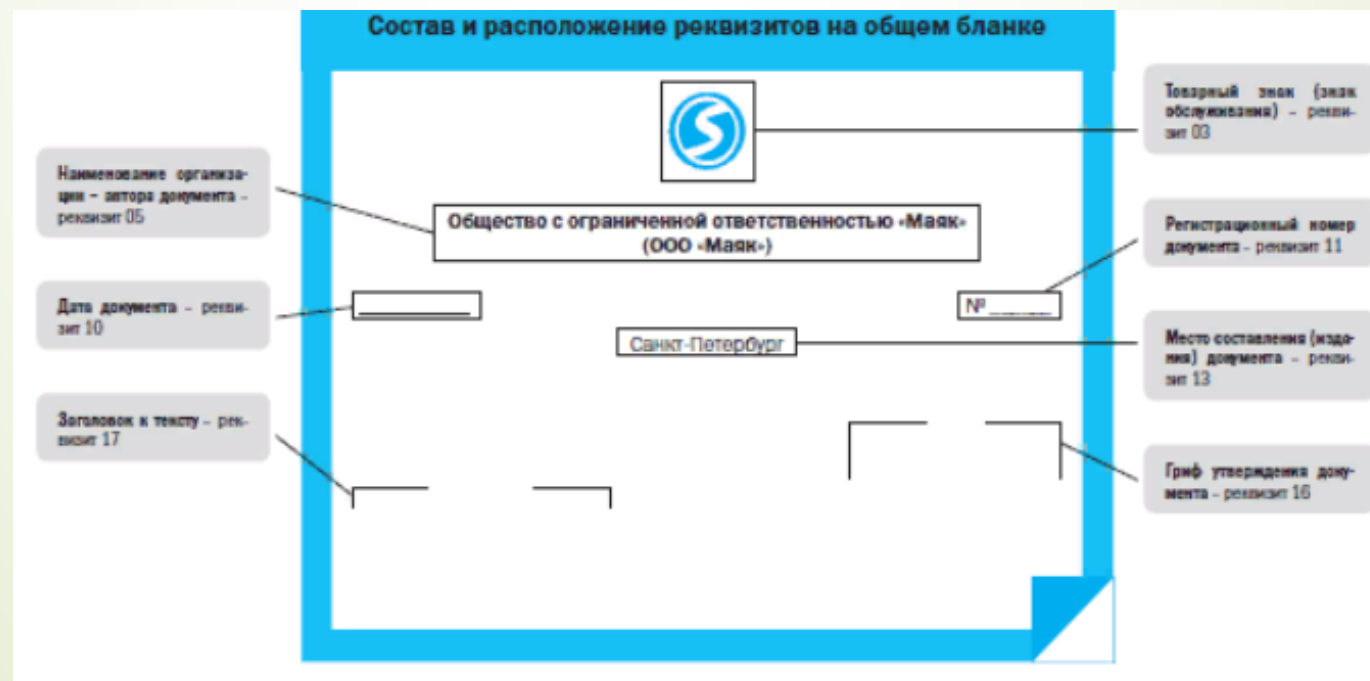 Состав и расположение реквизитов на общем бланке
Товарный знак (знак
обслуживания) – рекви-
зит 03
Наименование организа-
ции – автора документа –
реквизит 05
Общество с ограниченной ответственностью «Маяк»
(ООО «Маяк»)
Регистрационный номер
документа – реквизит 11
Дата документа – рекви-
зит 10
№ ______
Санкт-Петербург
Место составления (изда-
ния) документа – рекви-
зит 13
Заголовок к тексту – рек-
визит 17
Гриф утверждения доку-
мента – реквизит 16